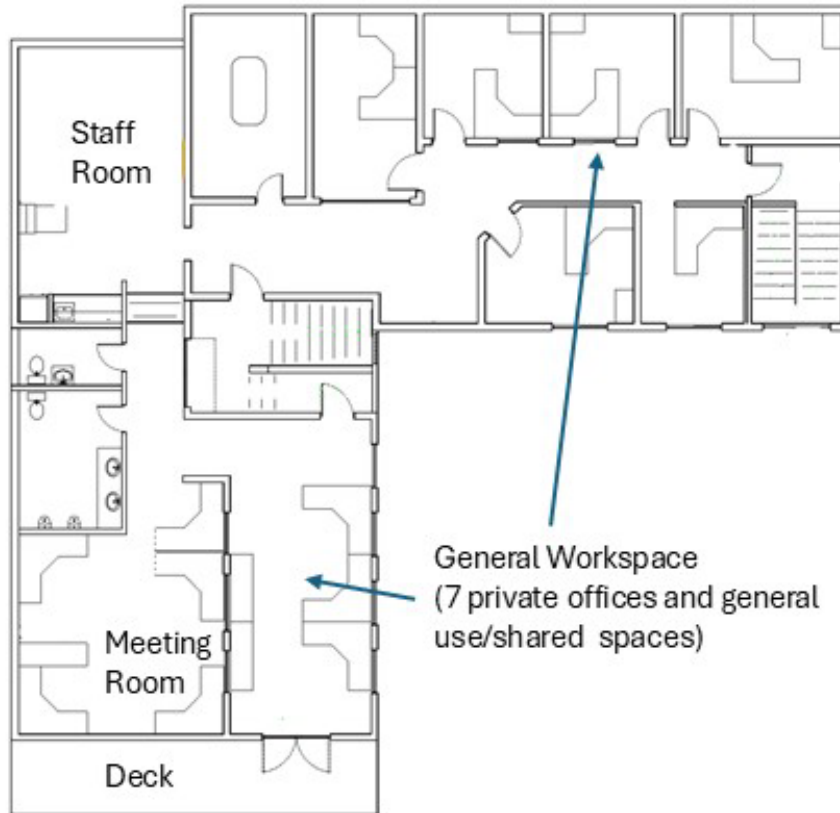 Staff
Room
General Workspace
(7 private offices and general
use/shared spaces)
Meeting
Room
Deck